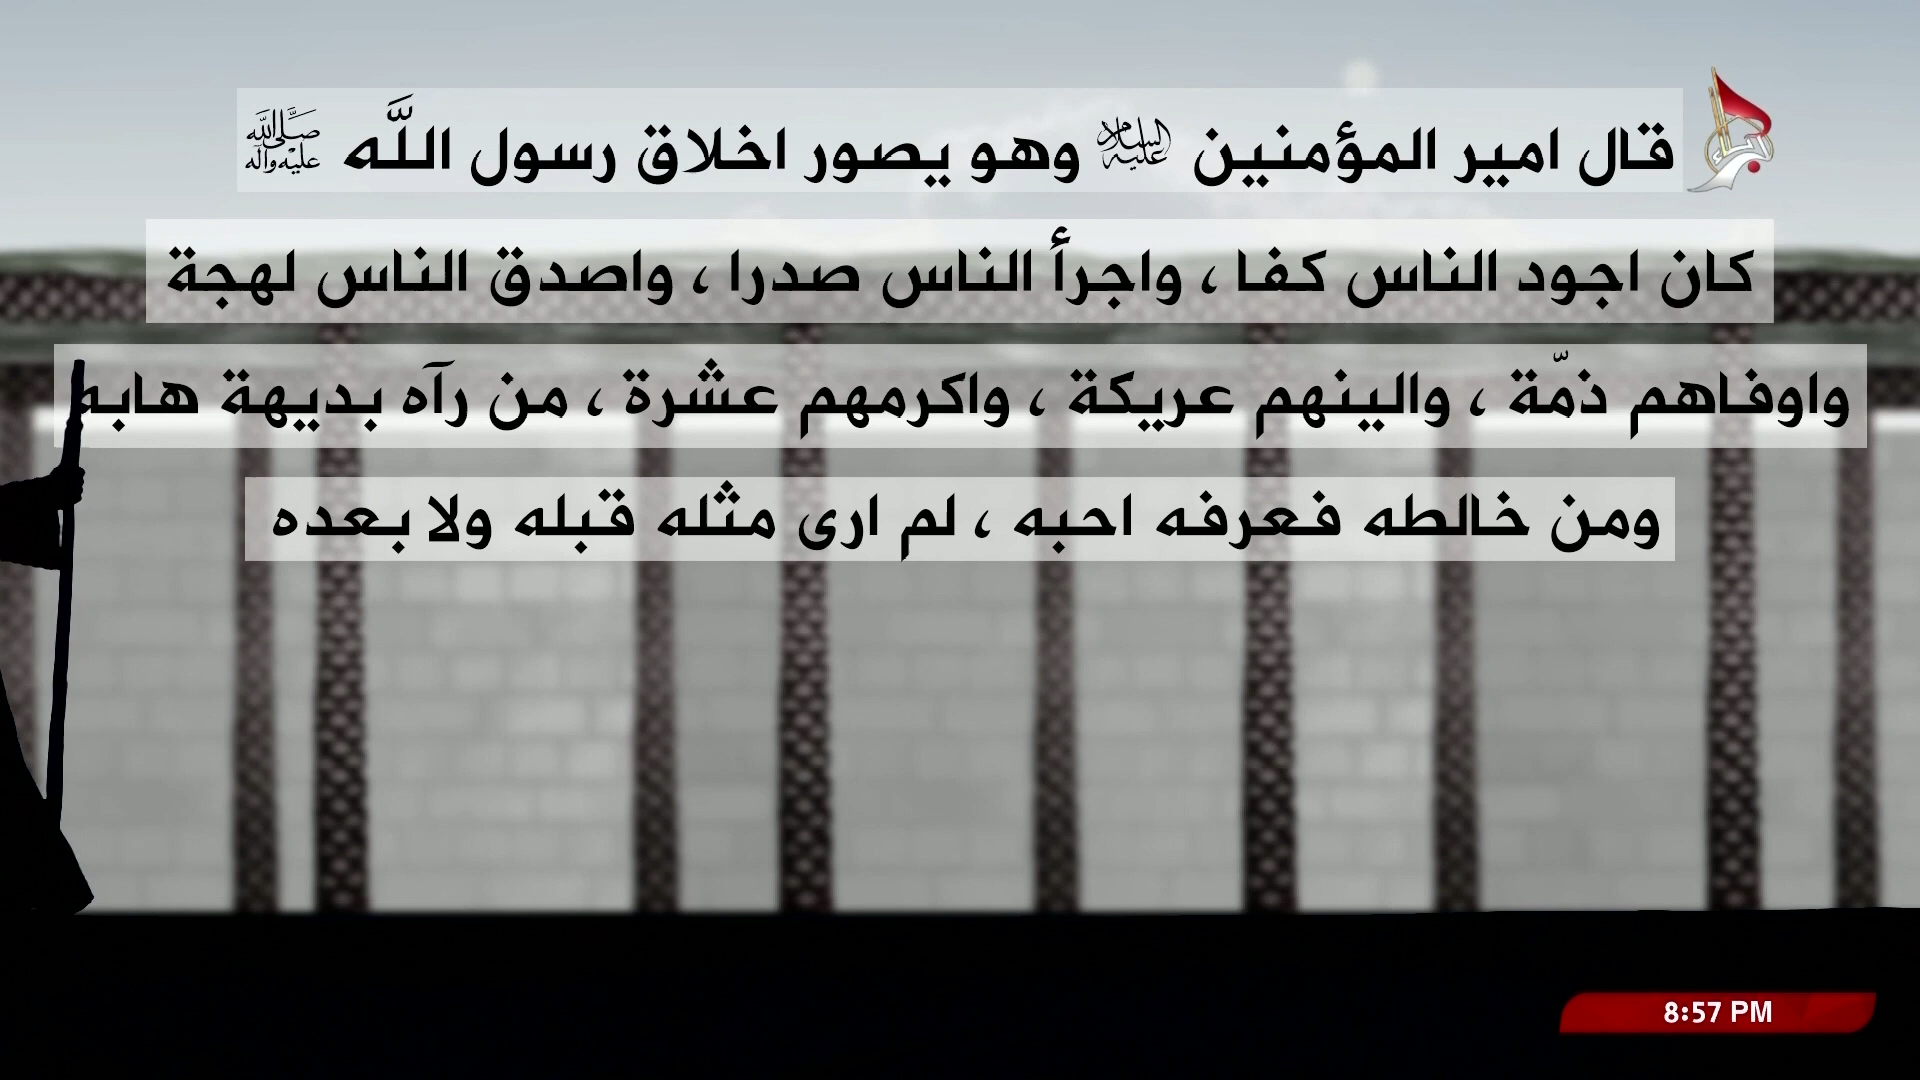 قال امير المؤمنين عليه السلام وهو يصور اخلاق رسول اللَّه صلى الله عليه وآله
كان اجود الناس كفا ، واجرأ الناس صدرا ، واصدق الناس لهجة
واوفاهم ذمّة ، والينهم عريكة ، واكرمهم عشرة ، من رآه بديهة هابه
ومن خالطه فعرفه احبه ، لم ارى مثله قبله ولا بعده
8:57 PM